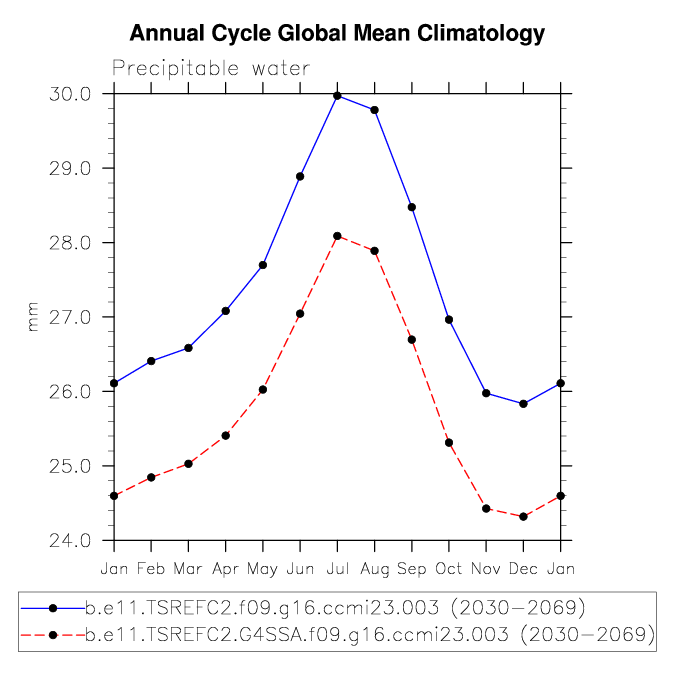 Annual Cycle Global Mean Climatology
Precipitable water
30.0
29.0
28.0
27.0
26.0
25.0
24.0
mm
Jan Feb Mar Apr May Jun Jul Aug Sep Oct Nov Dec Jan
b.e11.TSREFC2.f09.g16.ccmi23.003 (2030-2069)
b.e11.TSREFC2.G4SSA.f09.g16.ccmi23.003 (2030-2069)